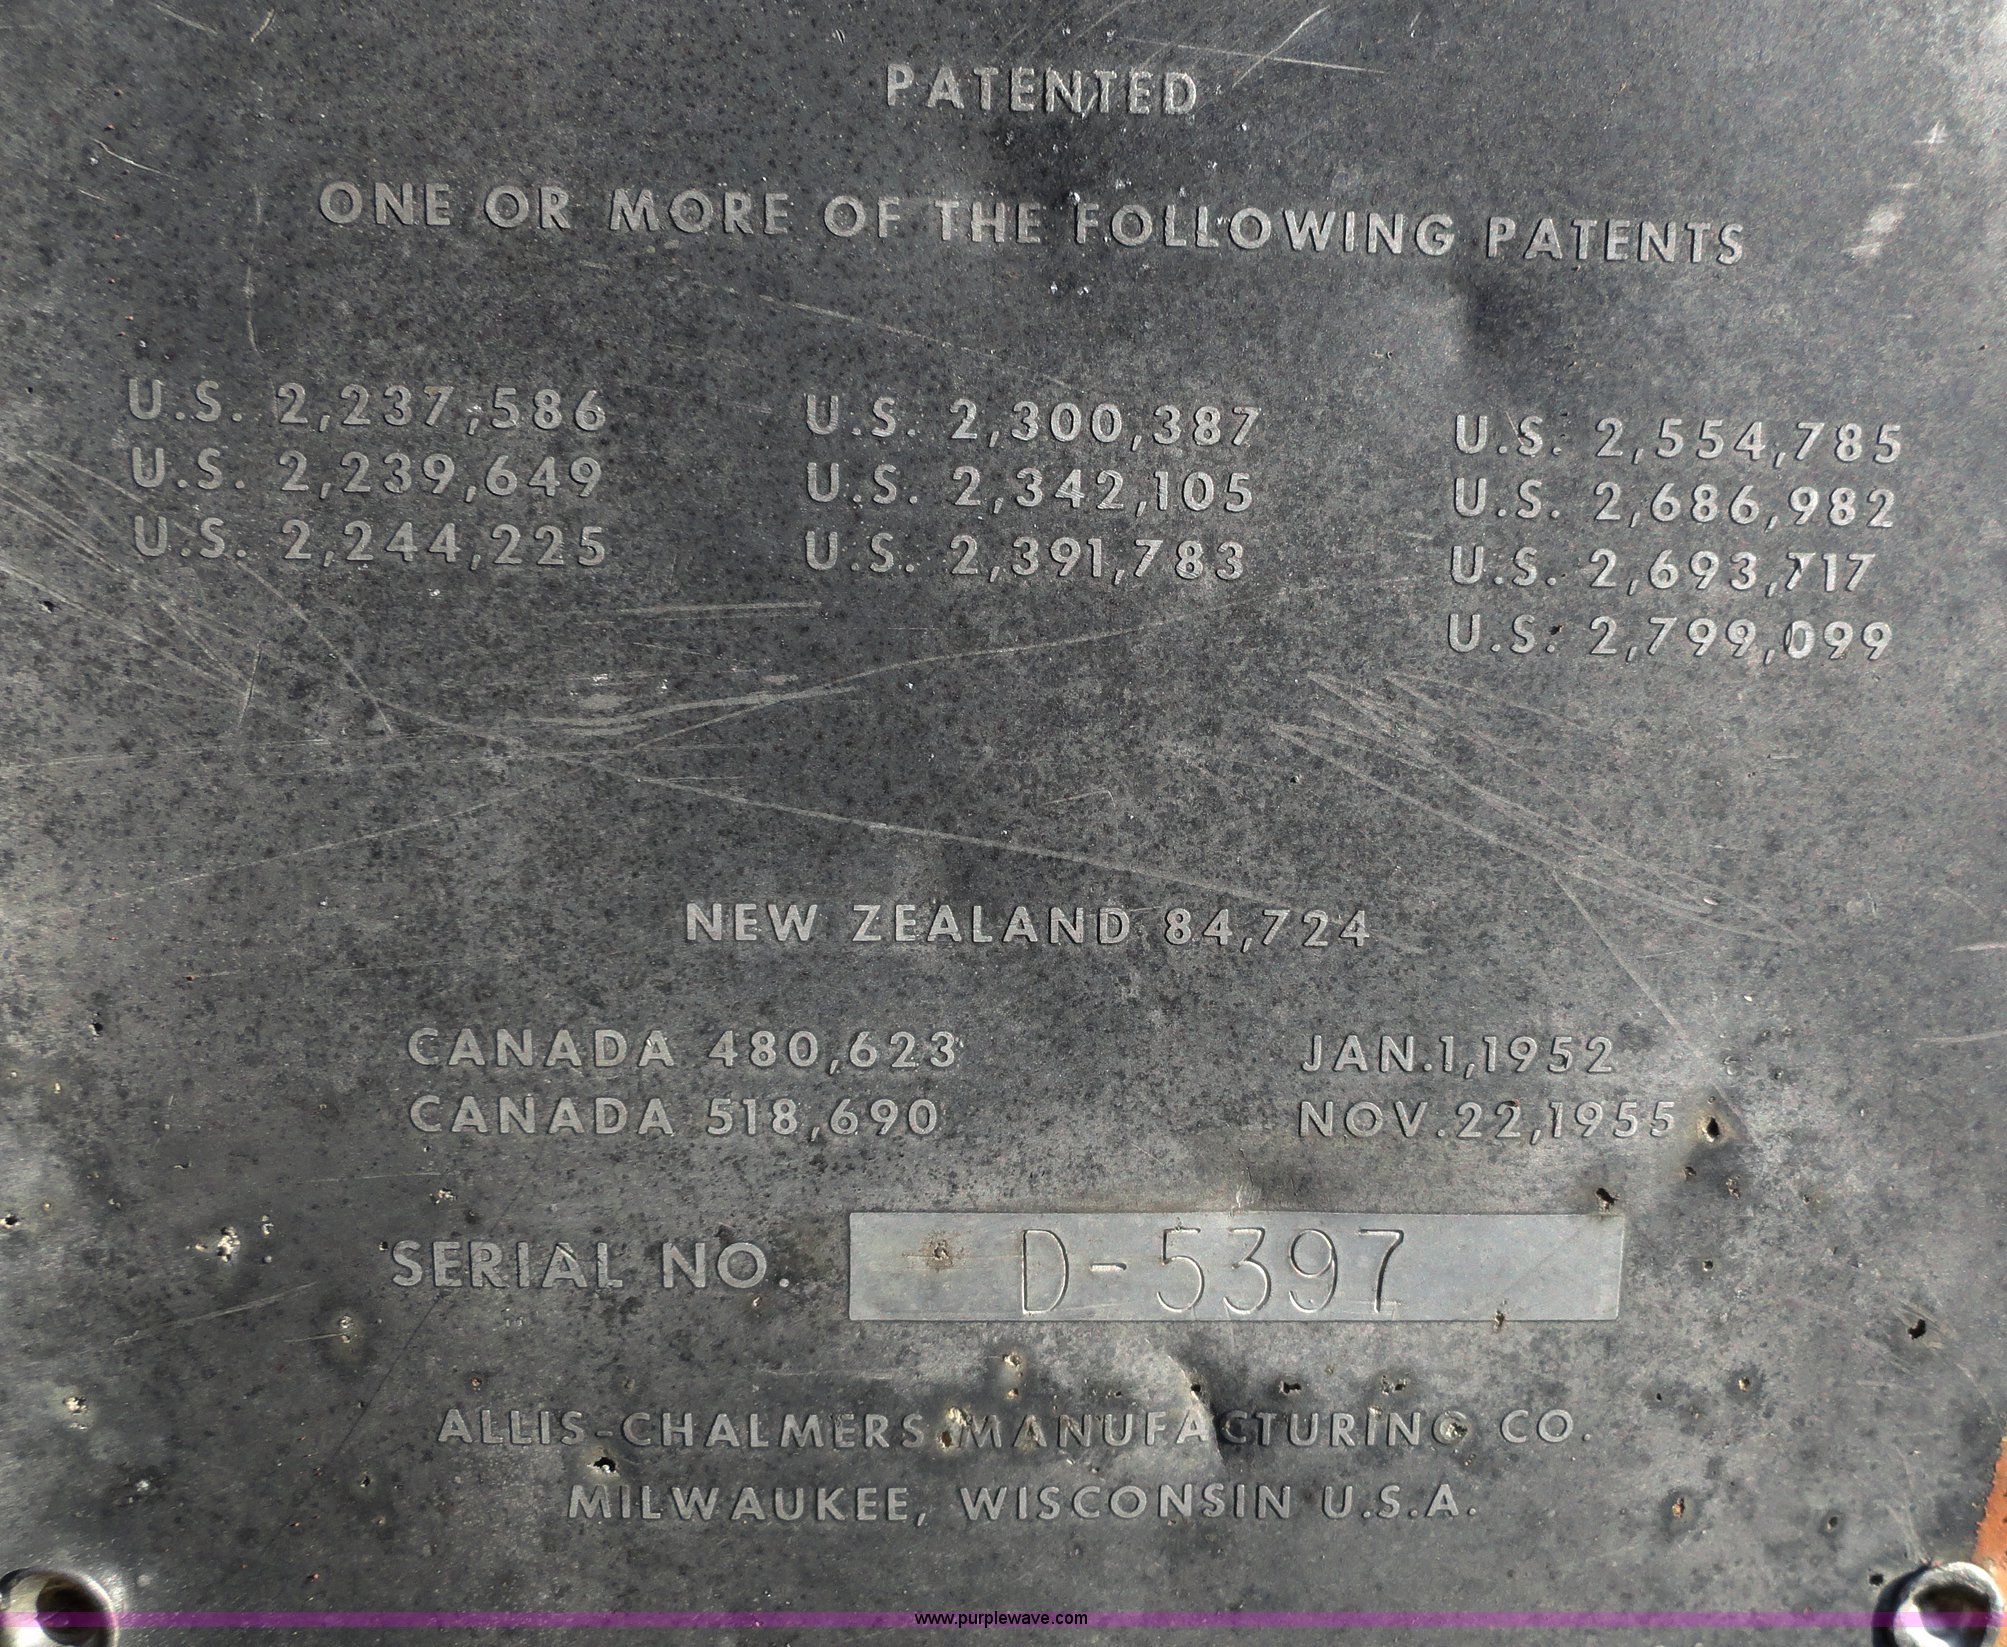 PATENTED
ONE OR MORE OF THE FOLLOWING PATENTS
U.S. 2,237,586 U.S. 2,300,387 U.S. 2,554,785
U.S. 2,239,649 U.S. 2,342,105 U.S. 2,686,982
U.S. 2,244,225 U.S. 2,391,783 U.S. 2,693,717
U.S. 2,799,099
NEW ZEALAND 84,724
CANADA 480,623 JAN.1,1952
CANADA 518,690 NOV.22,1955
SERIAL NO. D-5397
ALLIS-CHALMERS MANUFACTURING CO.
MILWAUKEE, WISCONSIN U.S.A.
www.purplewave.com